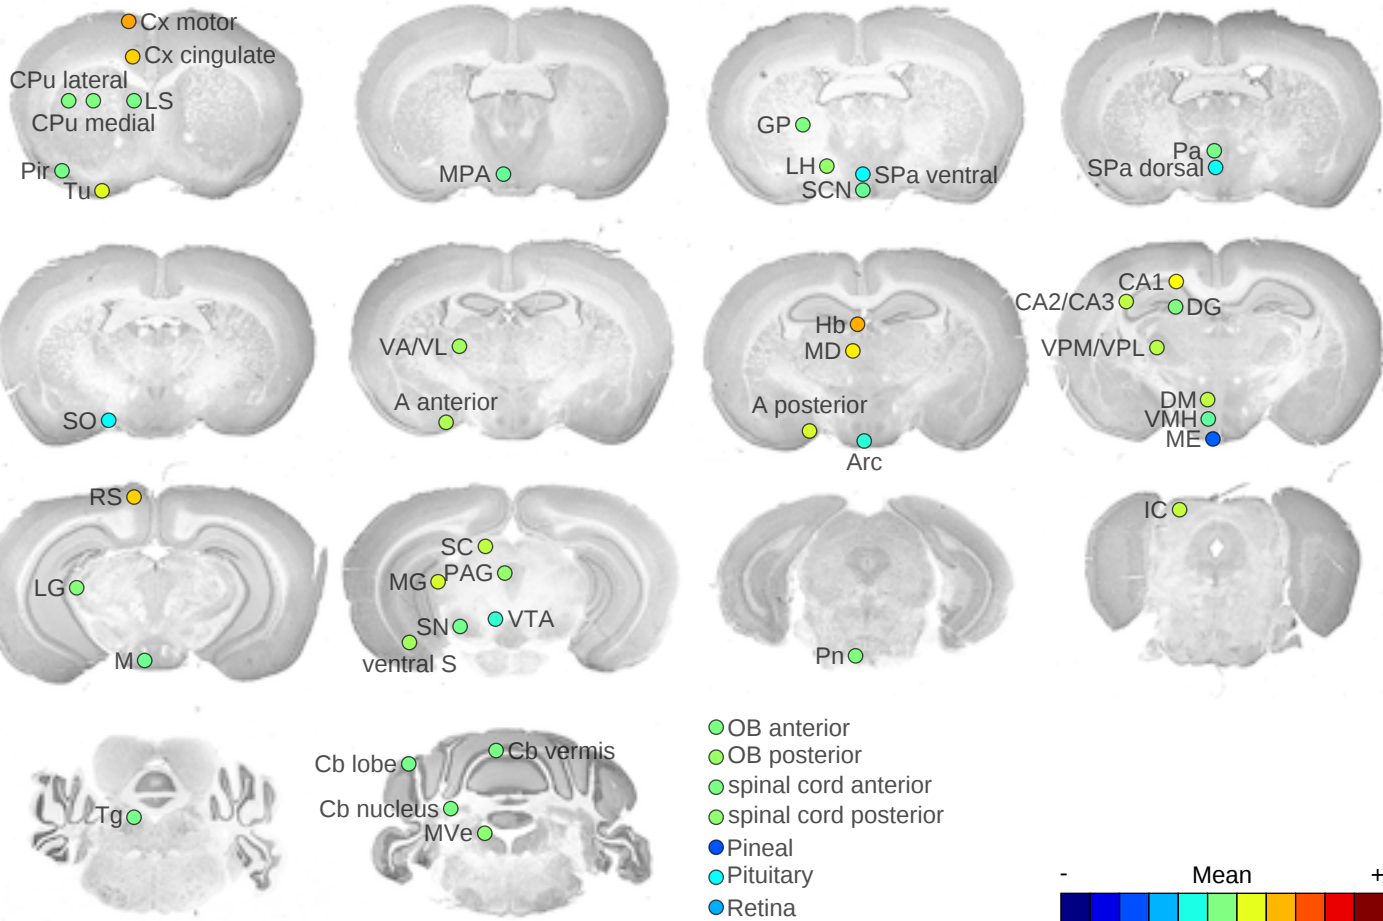 Cx motor
Cx cingulate
CPu lateral
LS
CPu medial
Pir
Tu
MPA
GP
LH
SPa ventral
SCN
Pa
SPa dorsal
SO
VA/VL
A anterior
Hb
MD
A posterior
Arc
CA1
CA2/CA3
DG
VPM/VPL
DM
VMH
ME
RS
LG
M
SC
MG
PAG
SN
VTA
ventral S
Pn
IC
Tg
Cb lobe
Cb vermis
Cb nucleus
MVe
OB anterior
OB posterior
spinal cord anterior
spinal cord posterior
Pineal
Pituitary
Retina
- Mean +